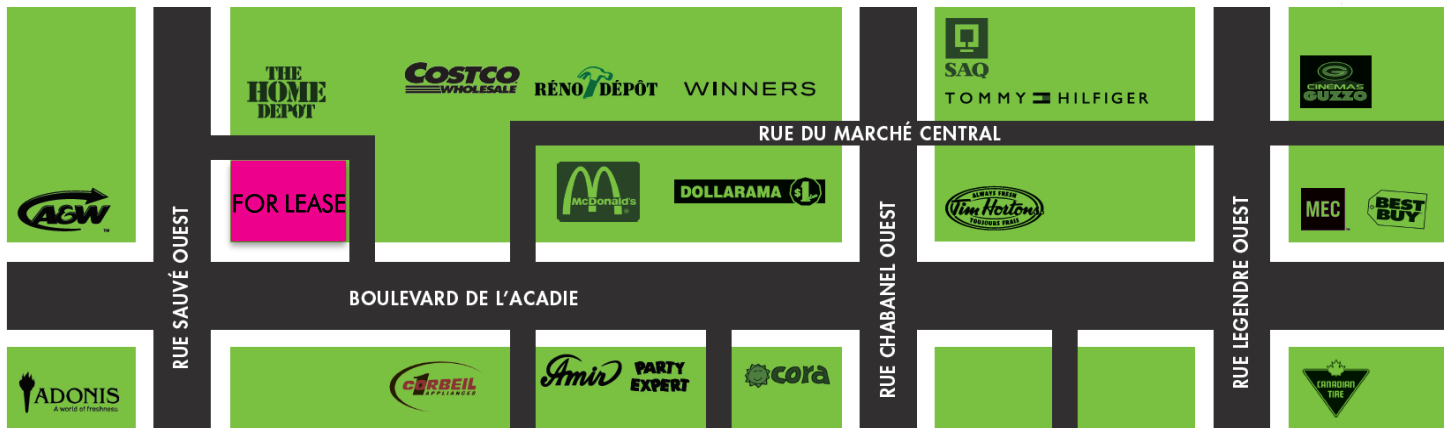 THE
HOME
DEPOT
COSTCO
WHOLESALE
RÉNO DÉPÔT
WINNERS
SAQ
TOMMY HILFIGER
CINEMAS
GUZZO
RUE DU MARCHÉ CENTRAL
A&W
TM
FOR LEASE
McDonald's
DOLLARAMA $1
ALWAYS FRESH
Tim Hortons
TOUJOURS FRAIS
MEC
BEST
BUY
RUE SAUVÉ OUEST
BOULEVARD DE L'ACADIE
RUE CHABANEL OUEST
RUE LEGENDRE OUEST
ADONIS
A world of freshness
CORBEIL
APPLIANCES
Amir
PARTY
EXPERT
cora
CANADIAN
TIRE